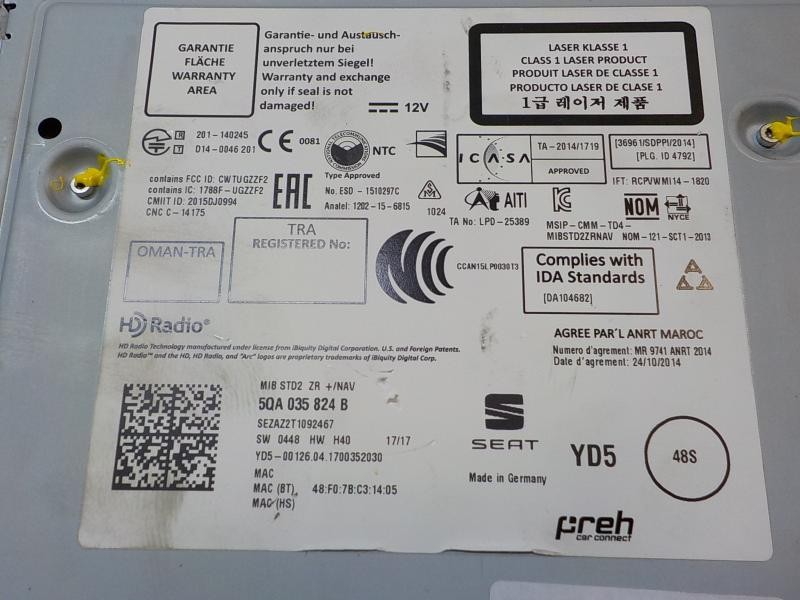 GARANTIE
FLÄCHE
WARRANTY
AREA
Garantie- und Austausch-
anspruch nur bei
unverletztem Siegel!
Warranty and exchange
only if seal is not
damaged!
12V
LASER KLASSE 1
CLASS 1 LASER PRODUCT
PRODUIT LASER DE CLASSE 1
PRODUCTO LASER DE CLASE 1
1급 레이저 제품
R 201-140245
T D14-0046 201
CE 0081
NTC
Type Approved
No. ESD-1510297C
Anatel: 1202-15-6815
ICASA
TA-2014/1719
APPROVED
[36961/SDPPI/2014]
[PLG. ID 4792]
IFT: RCPVWMI14-1820
contains FCC ID: CWTUGZZF2
contains IC: 1788F-UGZZF2
CMIIT ID: 2015DJ0994
CNC C-14175
EAC
1024
AITI
TA No: LPD-25389
MSIP-CMM-TD4-
MIBSTD2ZRNAV
NOM
NYCE
NOM-121-SCT1-2013
OMAN-TRA
TRA
REGISTERED No:
CCAN15LP0030T3
Complies with
IDA Standards
[DA104682]
HD Radio®
HD Radio Technology manufactured under license from iBiquity Digital Corporation, U.S. and Foreign Patents.
HD Radio™ and the HD, HD Radio, and "Arc" logos are proprietary trademarks of iBiquity Digital Corp.
AGREE PAR'L ANRT MAROC
Numero d'agrement: MR 9741 ANRT 2014
Date d'agrement: 24/10/2014
MIB STD2 ZR +/NAV
5QA 035 824 B
SEZAZ2T1092467
SW 0448 HW H40 17/17
YD5-00126.04.1700352030
MAC
MAC (BT) 48:F0:7B:C3:14:05
MAC (HS)
SEAT
Made in Germany
YD5
48S
preh
car connect